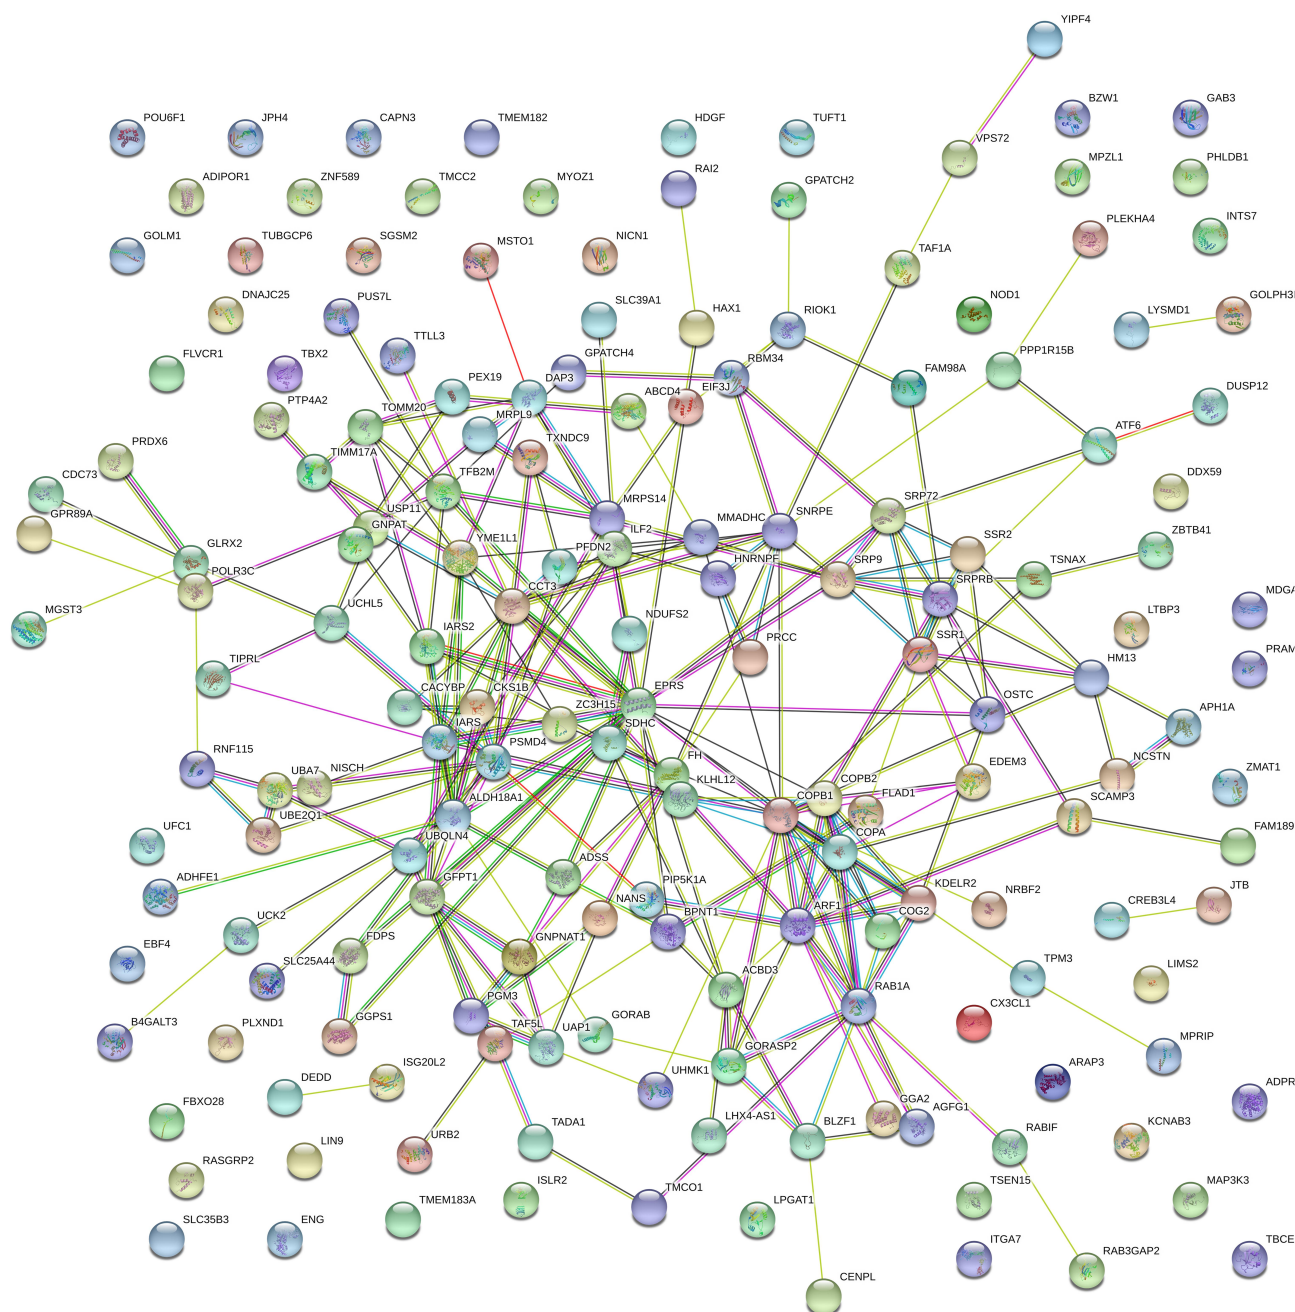 YIPF4
POU6F1
JPH4
CAPN3
TMEM182
HDGF
TUFT1
BZW1
GAB3
VPS72
ADIPOR1
ZNF589
TMCC2
MYOZ1
RAI2
GPATCH2
MPZL1
PHLDB1
GOLM1
TUBGCP6
SGSM2
MSTO1
NICN1
TAF1A
PLEKHA4
INTS7
DNAJC25
PUS7L
SLC39A1
HAX1
RIOK1
NOD1
LYSMD1
GOLPH3
FLVCR1
TBX2
TTLL3
GPATCH4
RBM34
FAM98A
PPP1R15B
DUSP12
PTP4A2
TOMM20
PEX19
DAP3
ABCD4
EIF3J
ATF6
MRPL9
PRDX6
CDC73
GPR89A
TIMM17A
TFB2M
TXNDC9
MRPS14
SRP72
DDX59
GLRX2
USP11
GNPAT
YME1L1
ILF2
PFDN2
MMADHC
SNRPE
SSR2
ZBTB41
POLR3C
MGST3
UCHL5
CCT3
HNRNPF
SRP9
SRPRB
TSNAX
IARS2
NDUFS2
PRCC
SSR1
LTBP3
MDGA
TIPRL
HM13
PRAM
CACYBP
CKS1B
ZC3H15
EPRS
OSTC
APH1A
IARS
PSMD4
SDHC
FH
NCSTN
RNF115
UBA7
NISCH
KLHL12
COPB2
FLAD1
EDEM3
ZMAT1
UBE2Q1
ALDH18A1
COPB1
SCAMP3
FAM189
UFC1
UBQLN4
COPA
ADHFE1
GFPT1
ADSS
PIP5K1A
KDELR2
NRBF2
CREB3L4
JTB
UCK2
NANS
BPNT1
ARF1
COG2
EBF4
SLC25A44
FDPS
GNPNAT1
ACBD3
RAB1A
TPM3
LIMS2
B4GALT3
PLXND1
GGPS1
PGM3
TAF5L
UAP1
GORAB
CX3CL1
MPRIP
DEDD
ISG20L2
UHMK1
GORASP2
ARAP3
ADPR
FBXO28
LIN9
URB2
TADA1
LHX4-AS1
BLZF1
GGA2
AGFG1
RABIF
KCNAB3
RASGRP2
TMEM183A
ISLR2
TMCO1
LPGAT1
TSEN15
MAP3K3
SLC35B3
ENG
CENPL
ITGA7
RAB3GAP2
TBCE